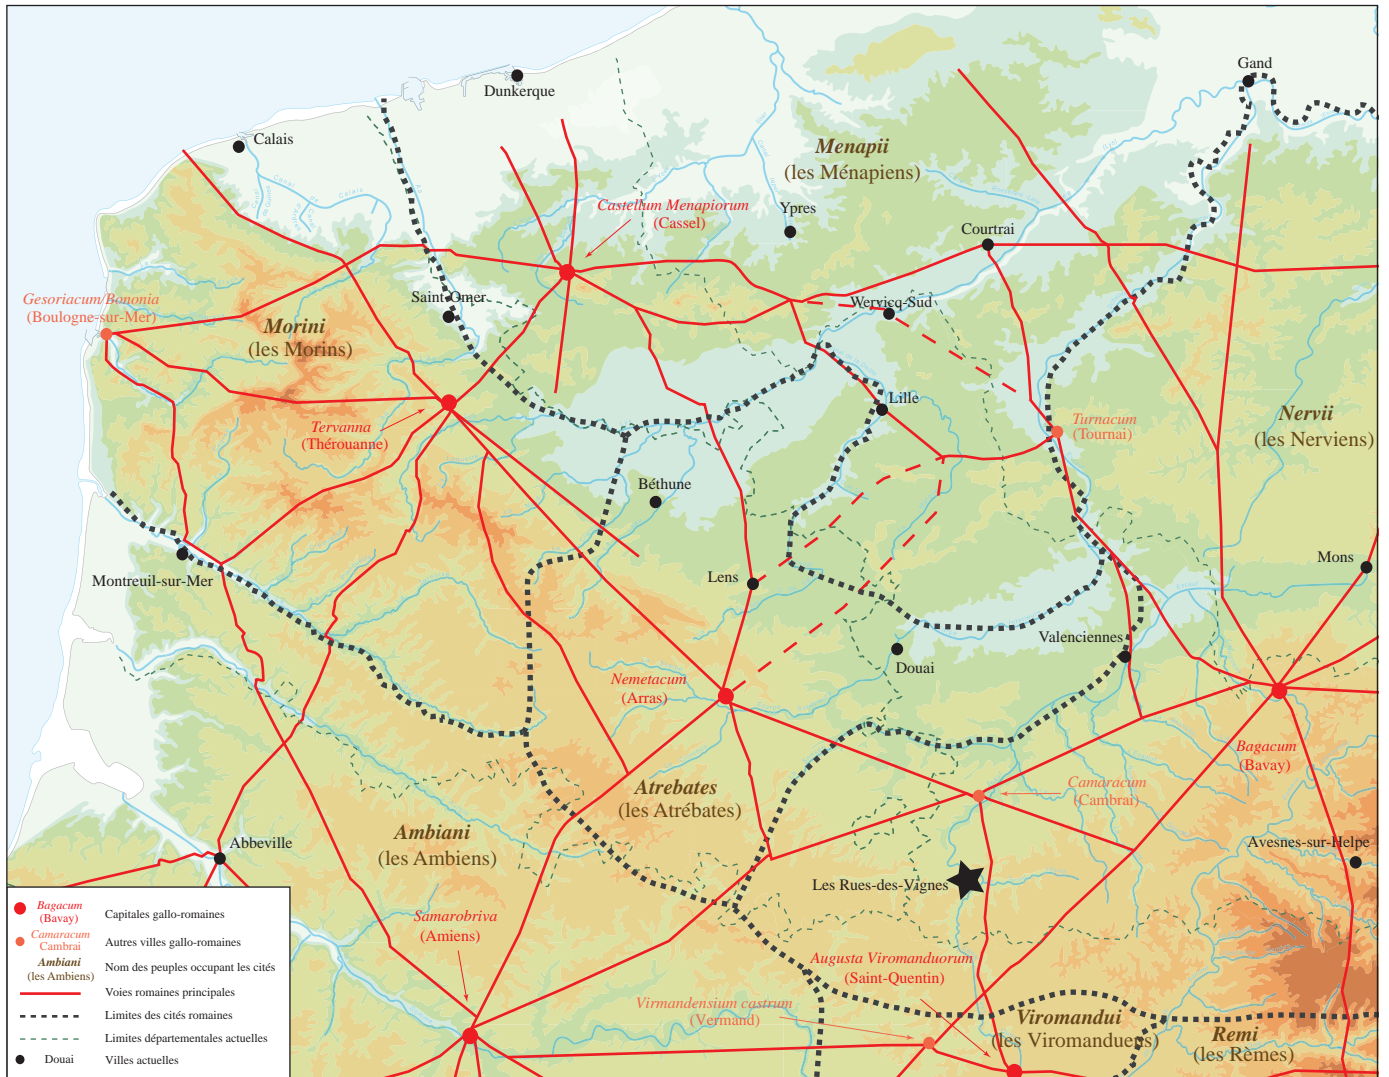 Gand
Dunkerque
Calais
Menapii
(les Ménapiens)
Castellum Menapiorum
(Cassel)
Ypres
Courtrai
Gesoriacum/Bononia
(Boulogne-sur-Mer)
Saint-Omer
Wervicq-Sud
Morini
(les Morins)
Lille
Nervii
(les Nerviens)
Tervanna
(Thérouanne)
Turnacum
(Tournai)
Béthune
Mons
Lens
Montreuil-sur-Mer
Valenciennes
Douai
Nemetacum
(Arras)
Bagacum
(Bavay)
Atrebates
(les Atrébates)
Camaracum
(Cambrai)
Ambiani
(les Ambiens)
Abbeville
Avesnes-sur-Helpe
Les Rues-des-Vignes
Samarobriva
(Amiens)
Augusta Viromanduorum
(Saint-Quentin)
Virmandensium castrum
(Vermand)
Viromandui
(les Viromanduens)
Remi
(les Rèmes)
Bagacum
(Bavay)
Capitales gallo-romaines
Camaracum
Cambrai
Autres villes gallo-romaines
Ambiani
(les Ambiens)
Nom des peuples occupant les cités
Voies romaines principales
Limites des cités romaines
Limites départementales actuelles
Douai
Villes actuelles